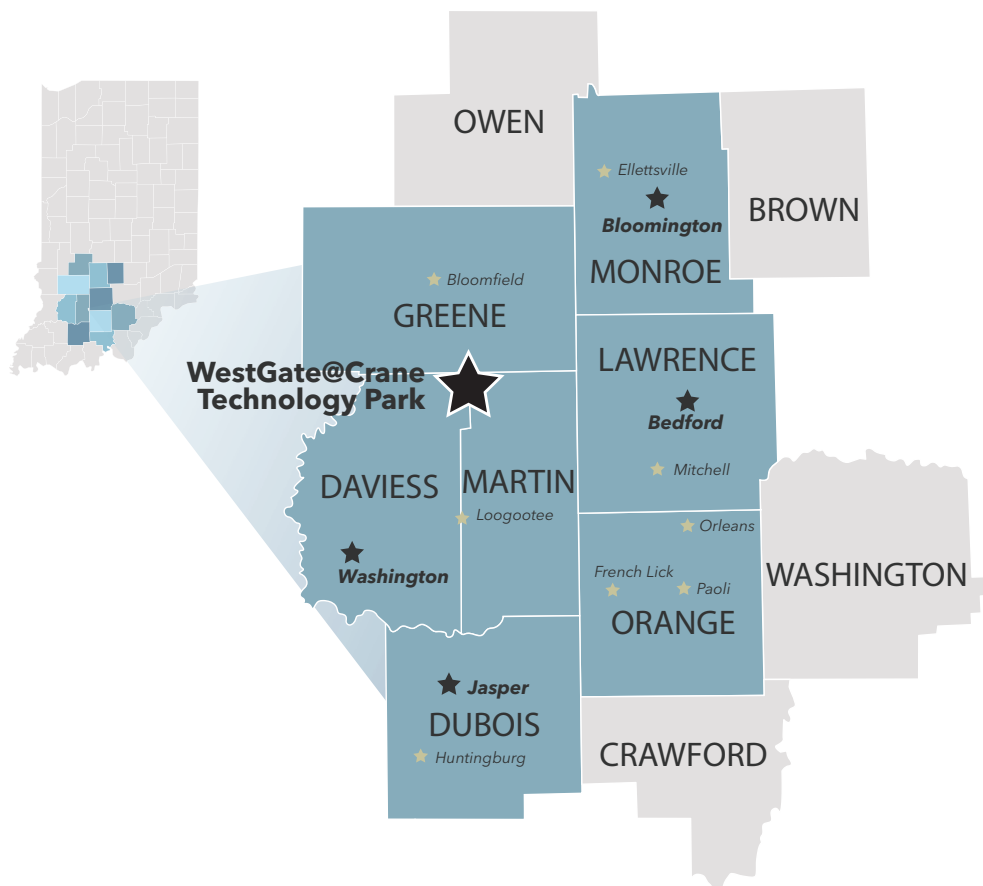 OWEN
Ellettsville
Bloomington
BROWN
MONROE
Bloomfield
GREENE
LAWRENCE
WestGate@Crane
Technology Park
Bedford
Mitchell
DAVIESS
MARTIN
Loogootee
Orleans
Washington
French Lick
Paoli
WASHINGTON
ORANGE
Jasper
DUBOIS
Huntingburg
CRAWFORD